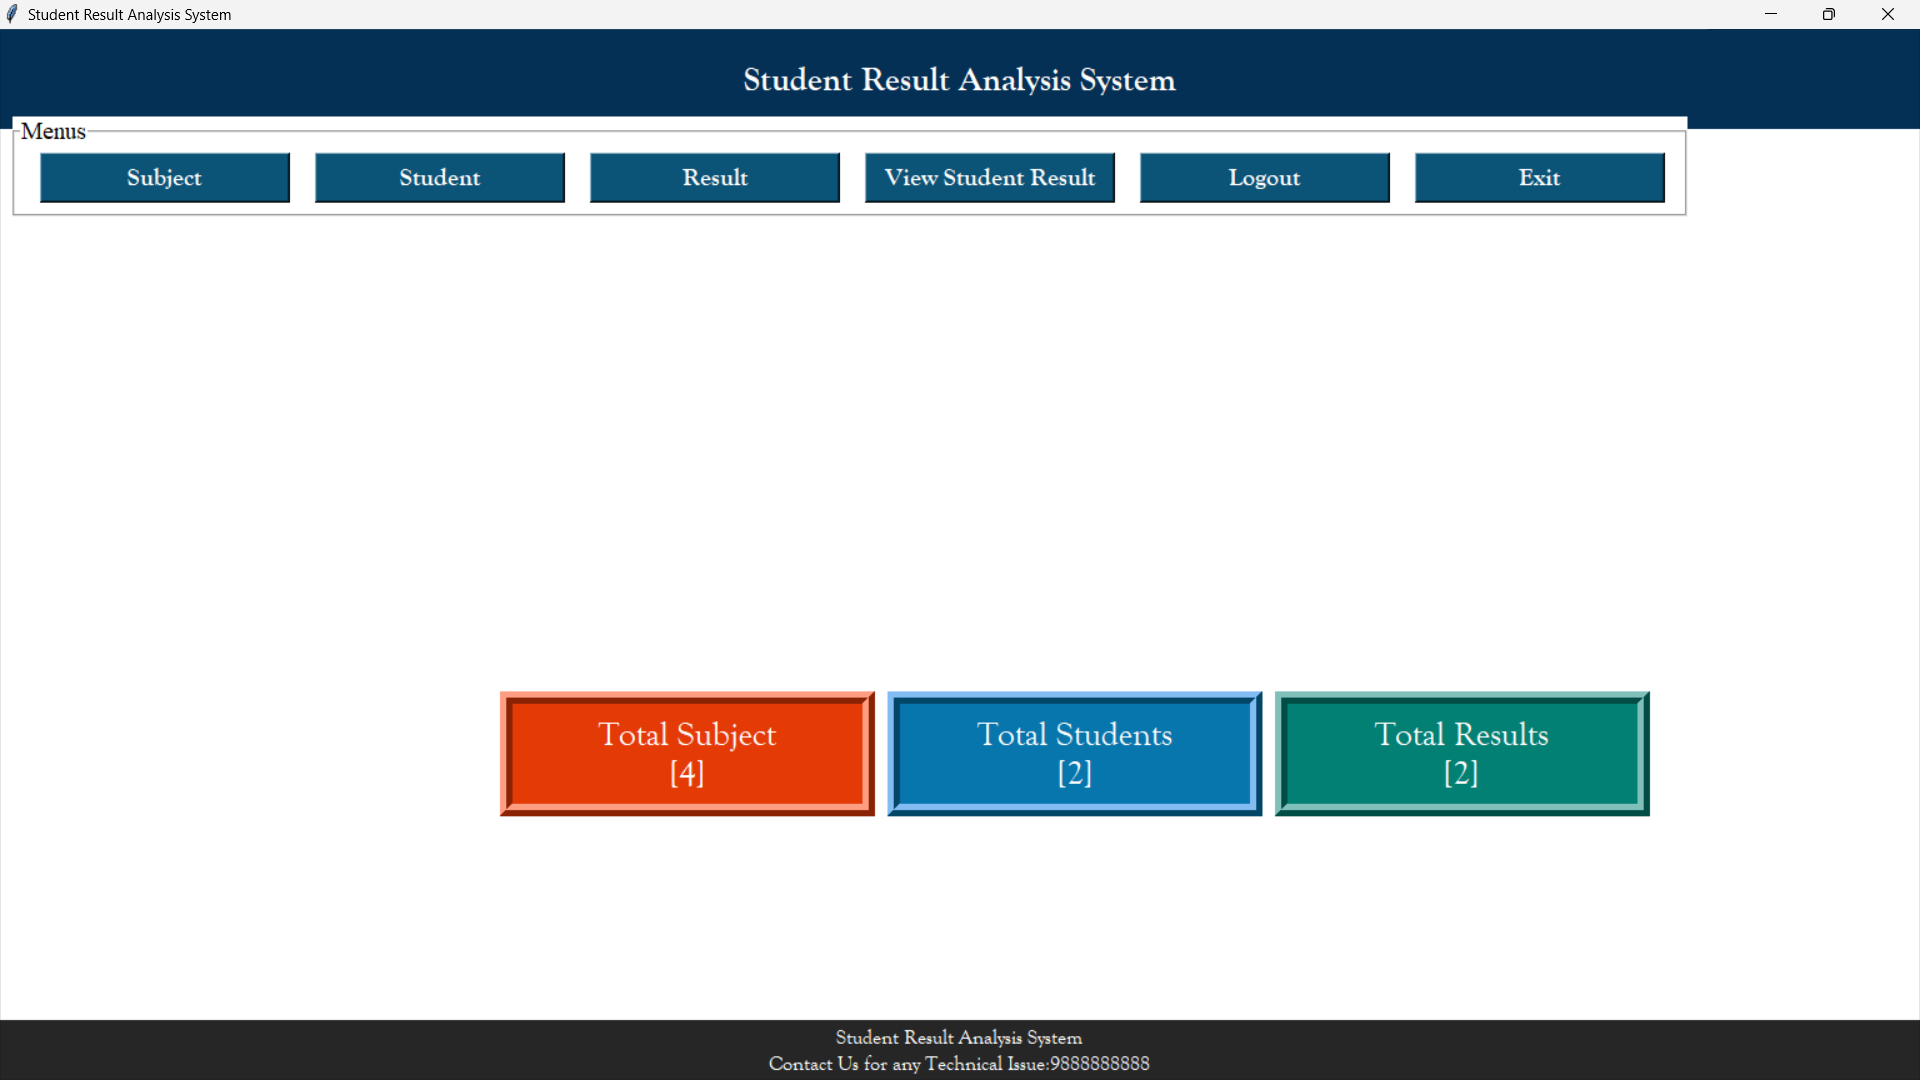 Student Result Analysis System
Student Result Analysis System
Menus
Subject Student Result View Student Result Logout Exit
Total Subject
[4]
Total Students
[2]
Total Results
[2]
Student Result Analysis System
Contact Us for any Technical Issue:9888888888